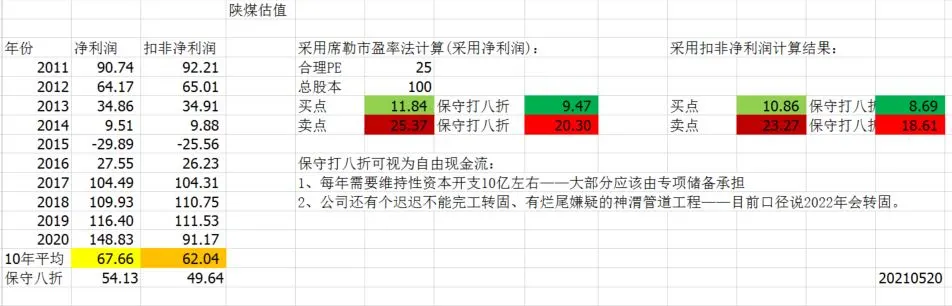 陕煤估值
年份 净利润 扣非净利润 采用席勒市盈率法计算(采用净利润)： 采用扣非净利润计算结果：
2011 90.74 92.21 合理PE 25
2012 64.17 65.01 总股本 100
2013 34.86 34.91 买点 11.84 保守打八折 9.47 买点 10.86 保守打八折 8.69
2014 9.51 9.88 卖点 25.37 保守打八折 20.30 卖点 23.27 保守打八折 18.61
2015 -29.89 -25.56
2016 27.55 26.23 保守打八折可视为自由现金流：
2017 104.49 104.31 1、每年需要维持性资本开支10亿左右——大部分应该由专项储备承担
2018 109.93 110.75 2、公司还有个迟迟不能完工转固、有烂尾嫌疑的神渭管道工程——目前口径说2022年会转固。
2019 116.40 111.53
2020 148.83 91.17
10年平均 67.66 62.04
保守八折 54.13 49.64 20210520